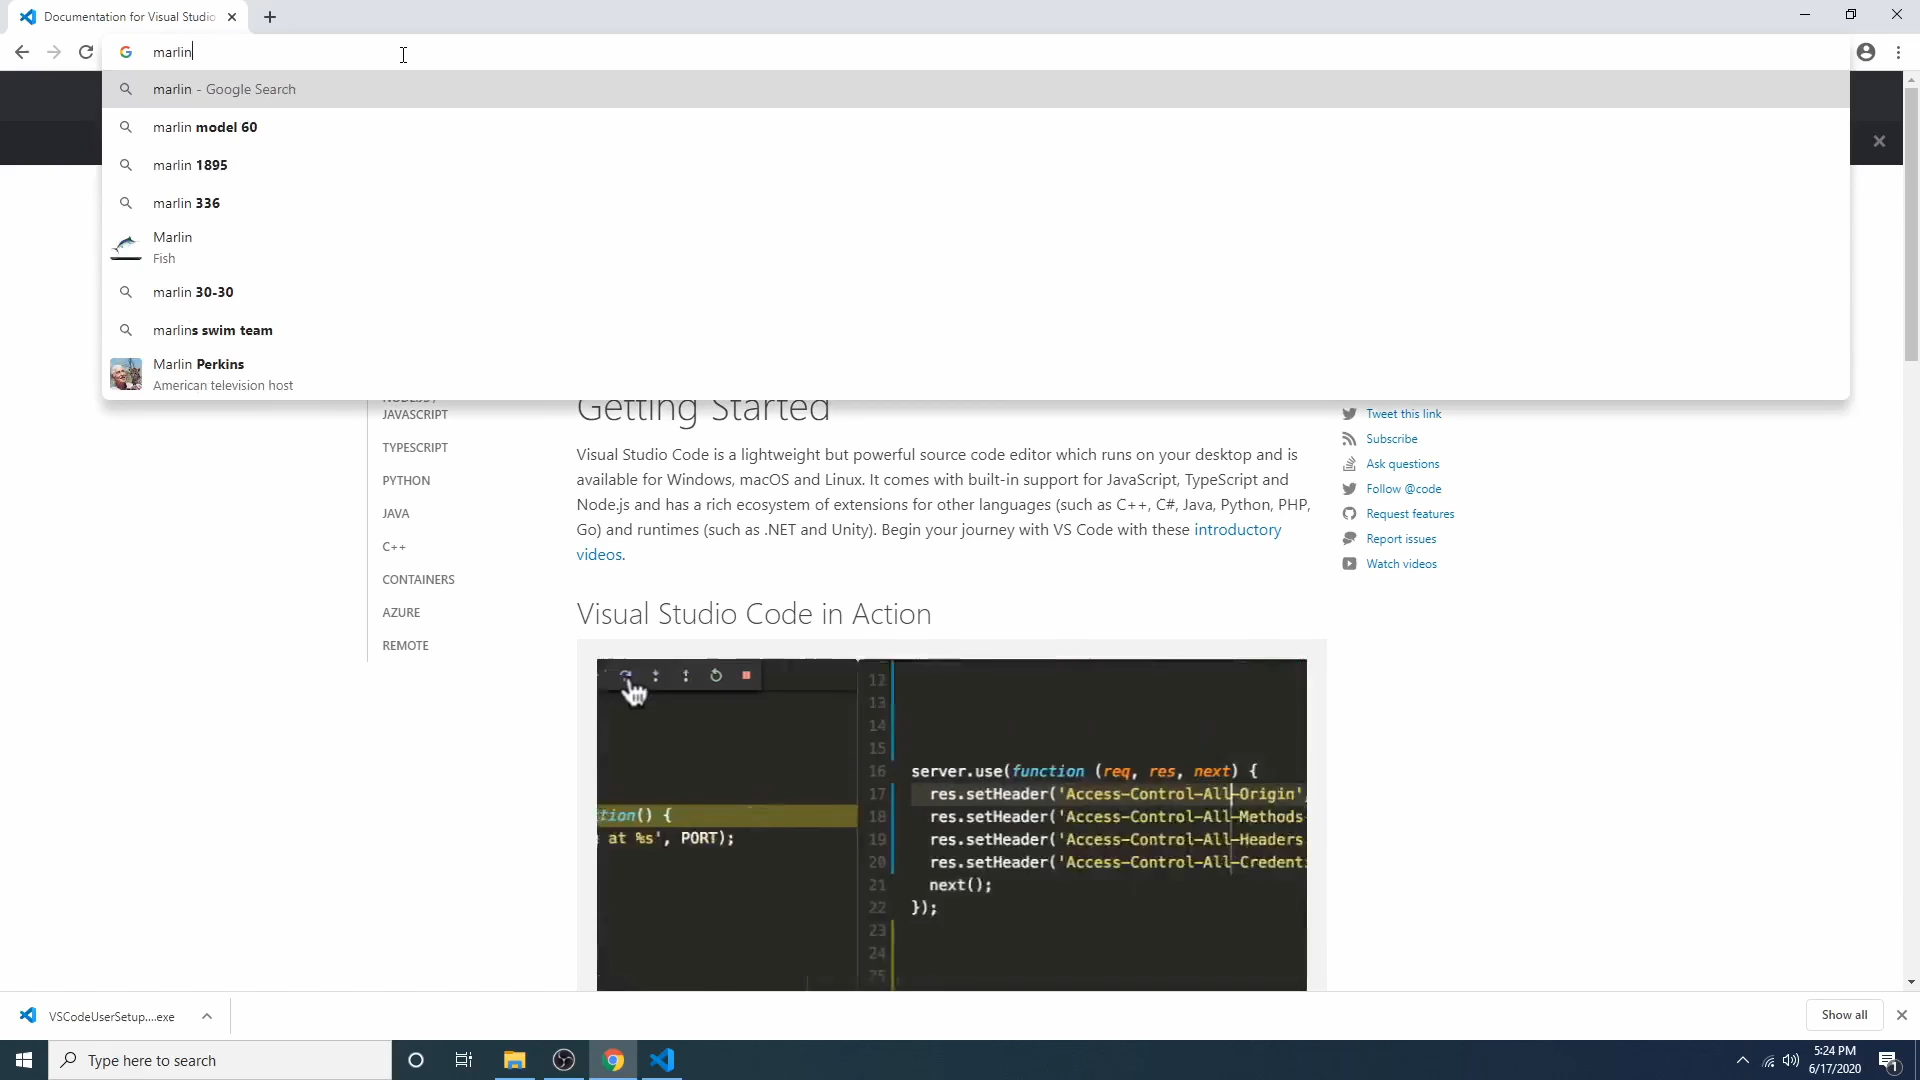 Documentation for Visual Studio
marlin
marlin - Google Search
marlin model 60
marlin 1895
marlin 336
Marlin
Fish
marlin 30-30
marlins swim team
Marlin Perkins
American television host
JAVASCRIPT
TYPESCRIPT
PYTHON
JAVA
C++
CONTAINERS
AZURE
REMOTE
Getting Started
Visual Studio Code is a lightweight but powerful source code editor which runs on your desktop and is
available for Windows, macOS and Linux. It comes with built-in support for JavaScript, TypeScript and
Node.js and has a rich ecosystem of extensions for other languages (such as C++, C#, Java, Python, PHP,
Go) and runtimes (such as .NET and Unity). Begin your journey with VS Code with these introductory
videos.
Tweet this link
Subscribe
Ask questions
Follow @code
Request features
Report issues
Watch videos
Visual Studio Code in Action
tion() {
at %s', PORT);
12
13
14
15
16 server.use(function (req, res, next) {
17 res.setHeader('Access-Control-All-Origin',
18 res.setHeader('Access-Control-All-Methods
19 res.setHeader('Access-Control-All-Headers
20 res.setHeader('Access-Control-All-Credent
21 next();
22 });
23
24
25
VSCodeUserSetup....exe
Show all
Type here to search
5:24 PM
6/17/2020
1